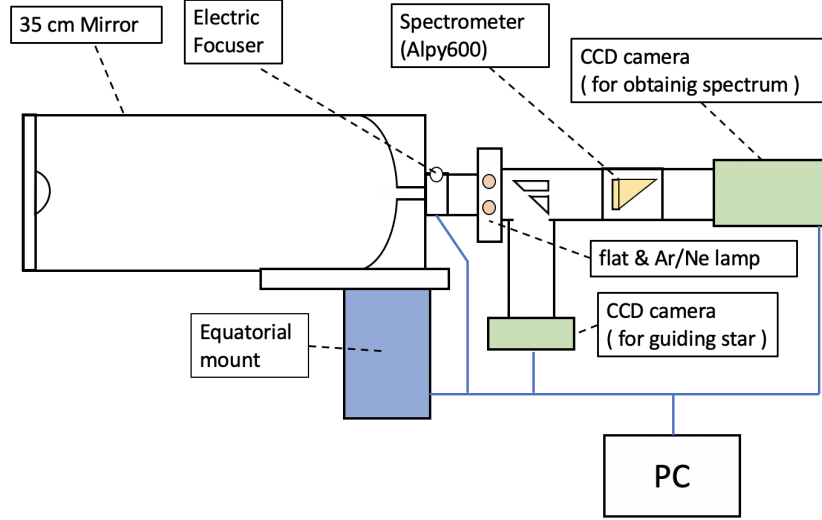 35 cm Mirror
Electric
Focuser
Spectrometer
(Alpy600)
CCD camera
( for obtainig spectrum )
flat & Ar/Ne lamp
CCD camera
( for guiding star )
Equatorial
mount
PC